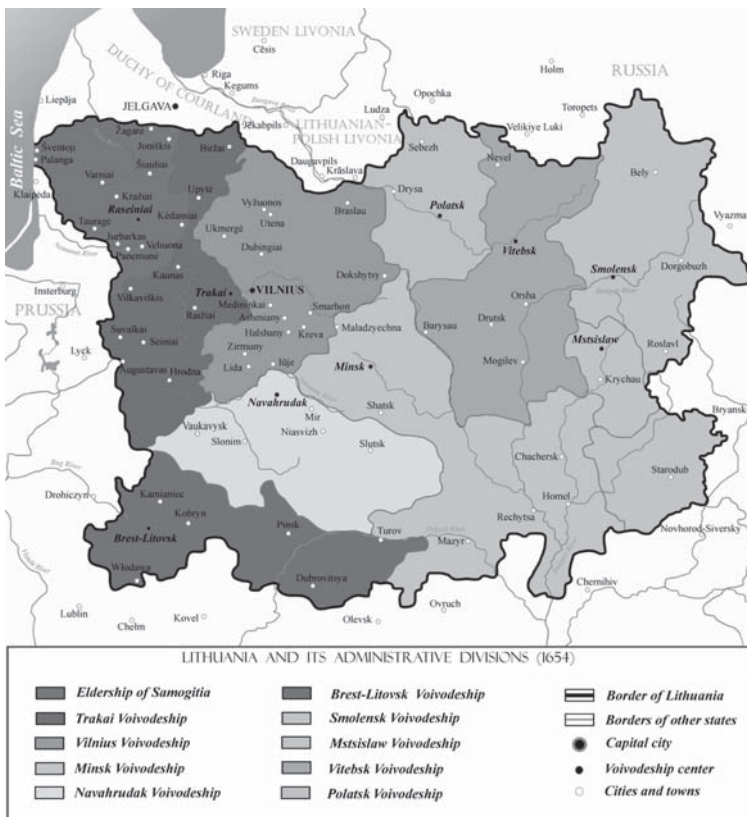 SWEDEN LIVONIA
Cēsis
Holm
RUSSIA
DUCHY OF COURLAND
Riga
Kegums
Opochka
Toropets
Liepāja
JELGAVA
Ludza
Velikiye Luki
LITHUANIAN-
POLISH LIVONIA
Jēkabpils
Žagarė
Joniškis
Biržai
Sebezh
Nevel
Bely
Baltic Sea
Šventoji
Palanga
Šiauliai
Varniai
Daugavpils
Krāslava
Klaipėda
Kražiai
Upytė
Vyžuonos
Drysa
Polatsk
Raseiniai
Kėdainiai
Utena
Braslau
Vyazma
Tauragė
Ukmergė
Vitebsk
Jurbarkas
Veliuona
Panemunė
Dubingiai
Dorgobuzh
Kaunas
Dokshytsy
Smolensk
Insterburg
Trakai
VILNIUS
Vilkaviškis
Medininkai
Smarhon
Orsha
PRUSSIA
Raižiai
Ashmiany
Drutsk
Suvalkai
Seiniai
Halshany
Kreva
Maladzyechna
Barysau
Mstsislaw
Roslavl
Lyck
Zirmuny
Mogilev
Augustavas
Hrodna
Lida
Iŭje
Minsk
Krychau
Navahrudak
Shatsk
Bryansk
Mir
Vaukavysk
Niasvizh
Slonim
Slutsk
Chachersk
Starodub
Bug River
Drohiczyn
Kamianiec
Homel
Kobryn
Rechytsa
Novhorod-Siversky
Brest-Litovsk
Pinsk
Turov
Mazyr
Włodawa
Dubrovitsya
Chernihiv
Lublin
Chełm
Kovel
Olevsk
Ovruch
LITHUANIA AND ITS ADMINISTRATIVE DIVISIONS (1654)
Eldership of Samogitia
Trakai Voivodeship
Vilnius Voivodeship
Minsk Voivodeship
Navahrudak Voivodeship
Brest-Litovsk Voivodeship
Smolensk Voivodeship
Mstsislaw Voivodeship
Vitebsk Voivodeship
Polatsk Voivodeship
Border of Lithuania
Borders of other states
Capital city
Voivodeship center
Cities and towns